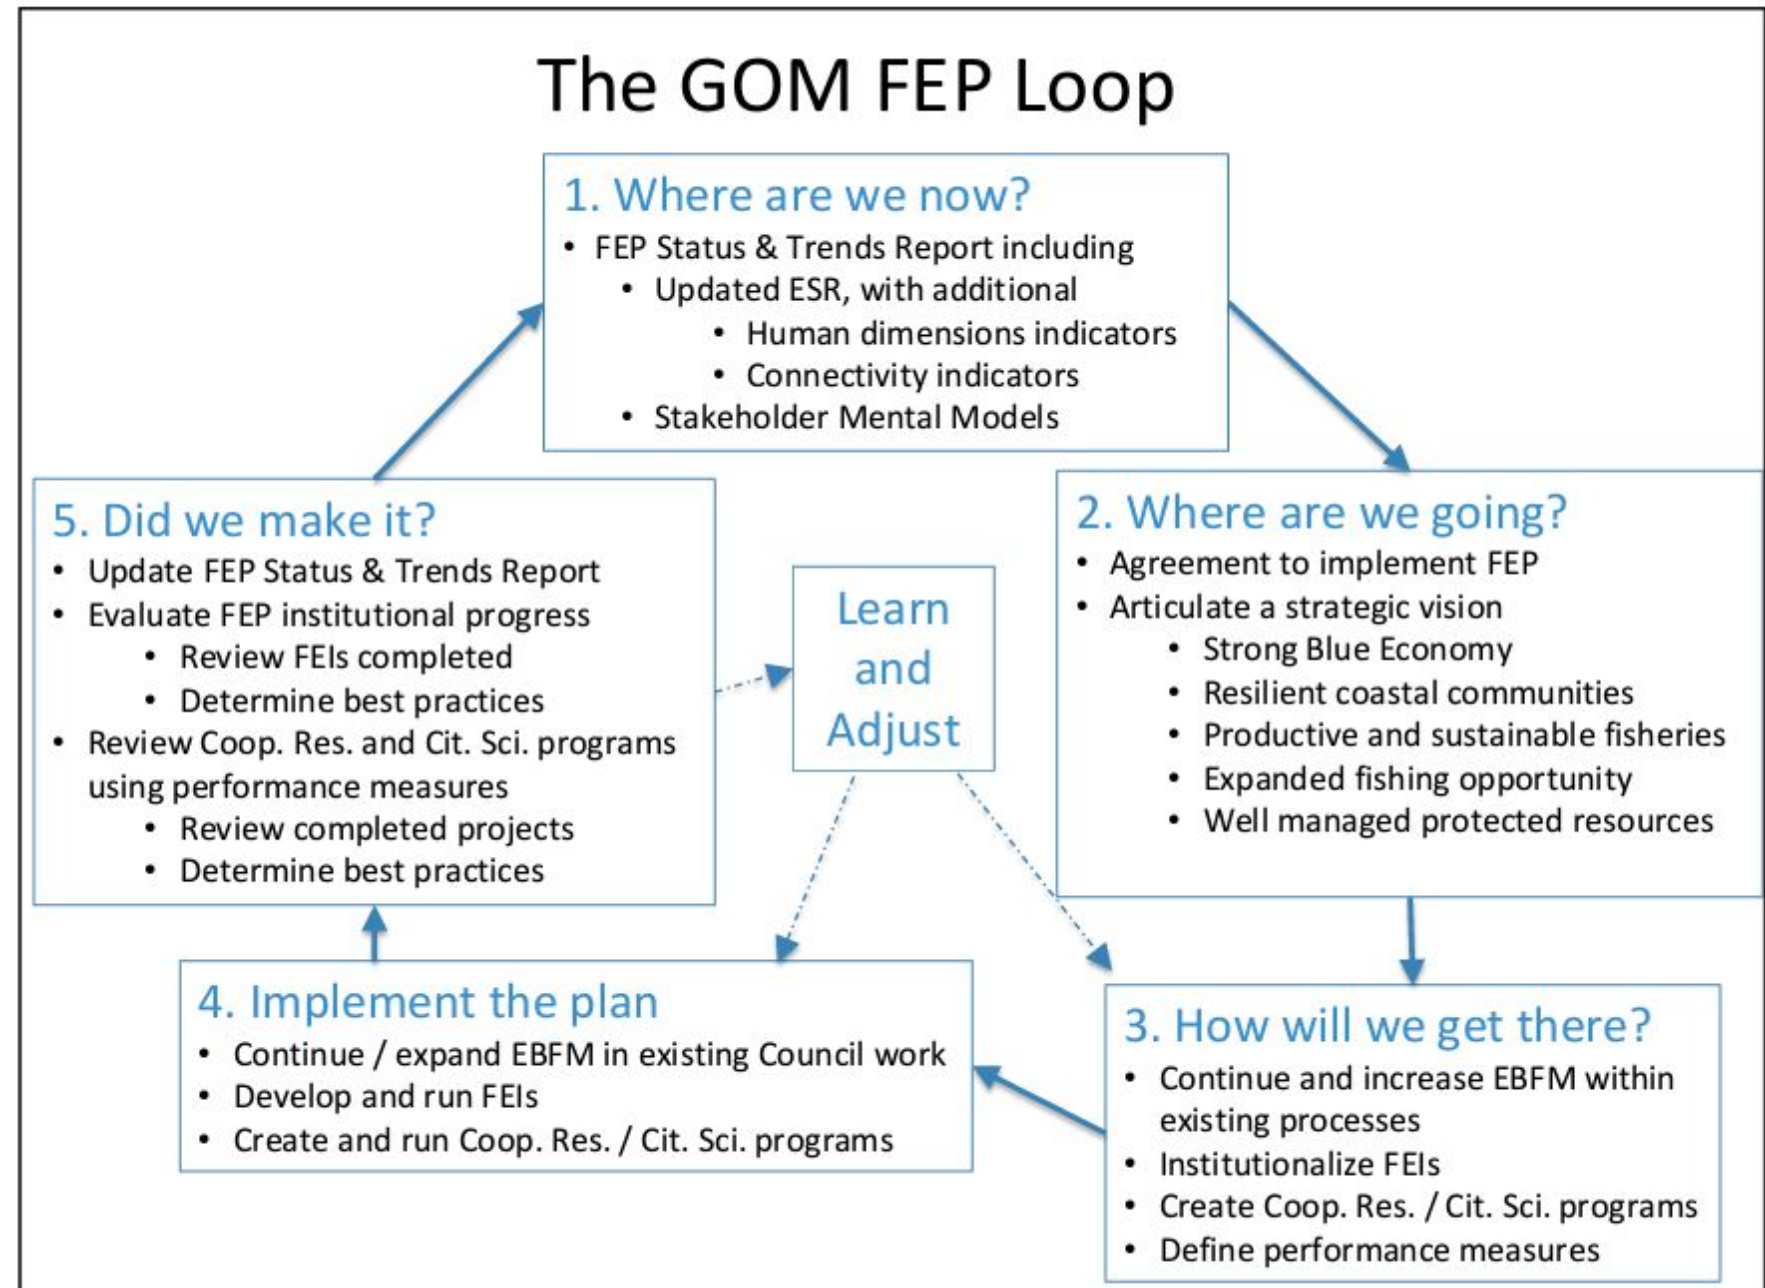 The GOM FEP Loop
1. Where are we now?
• FEP Status & Trends Report including
• Updated ESR, with additional
• Human dimensions indicators
• Connectivity indicators
• Stakeholder Mental Models
2. Where are we going?
• Agreement to implement FEP
• Articulate a strategic vision
• Strong Blue Economy
• Resilient coastal communities
• Productive and sustainable fisheries
• Expanded fishing opportunity
• Well managed protected resources
3. How will we get there?
• Continue and increase EBFM within
existing processes
• Institutionalize FEIs
• Create Coop. Res. / Cit. Sci. programs
• Define performance measures
4. Implement the plan
• Continue / expand EBFM in existing Council work
• Develop and run FEIs
• Create and run Coop. Res. / Cit. Sci. programs
5. Did we make it?
• Update FEP Status & Trends Report
• Evaluate FEP institutional progress
• Review FEIs completed
• Determine best practices
• Review Coop. Res. and Cit. Sci. programs
using performance measures
• Review completed projects
• Determine best practices
Learn
and
Adjust